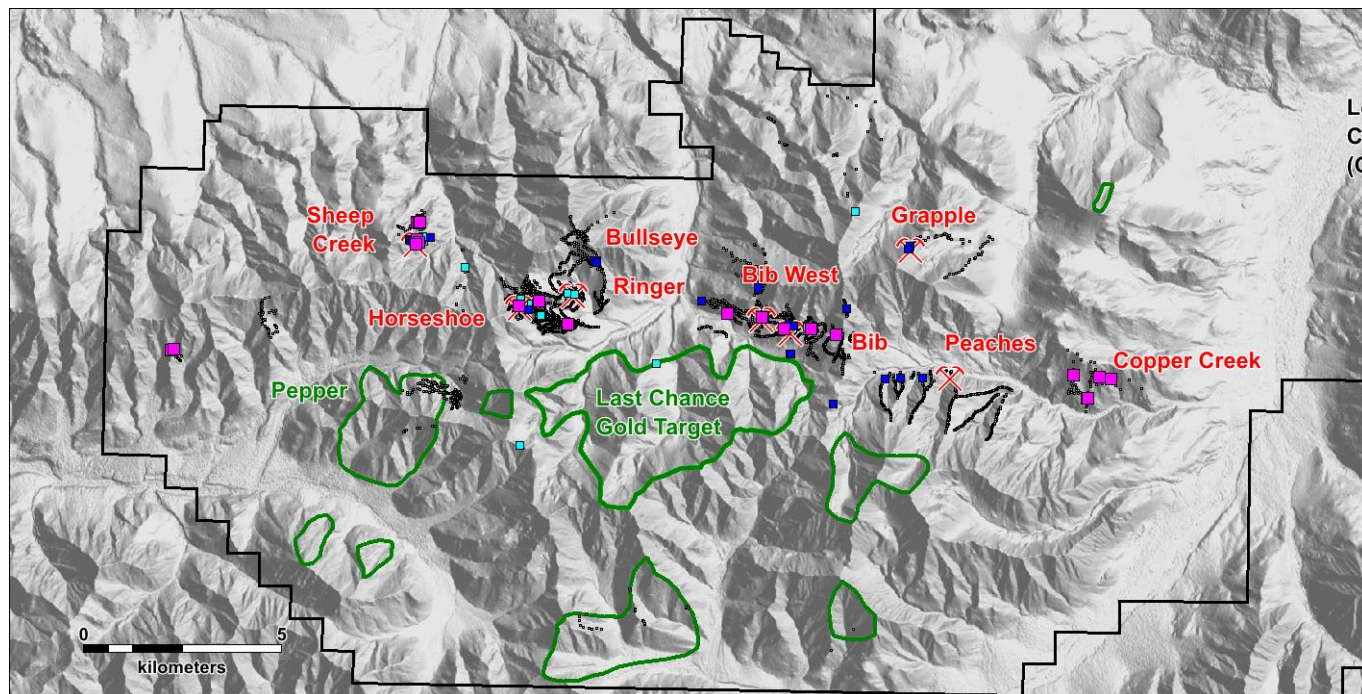 L
C
(C
Sheep
Creek
Bullseye
Grapple
Ringer
Bib West
Horseshoe
Bib
Peaches
Copper Creek
Pepper
Last Chance
Gold Target
0 5
kilometers